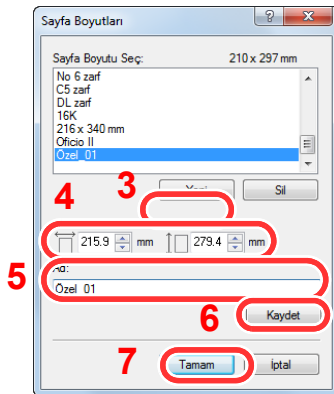 Sayfa Boyutları
Sayfa Boyutu Seç: 210 x 297 mm
No 6 zarf
C5 zarf
DL zarf
16K
216 x 340 mm
Oficio II
Özel_01
3
Sil
4
215.9 mm 279.4 mm
5
Ad:
Özel_01
6
Kaydet
7
Tamam İptal